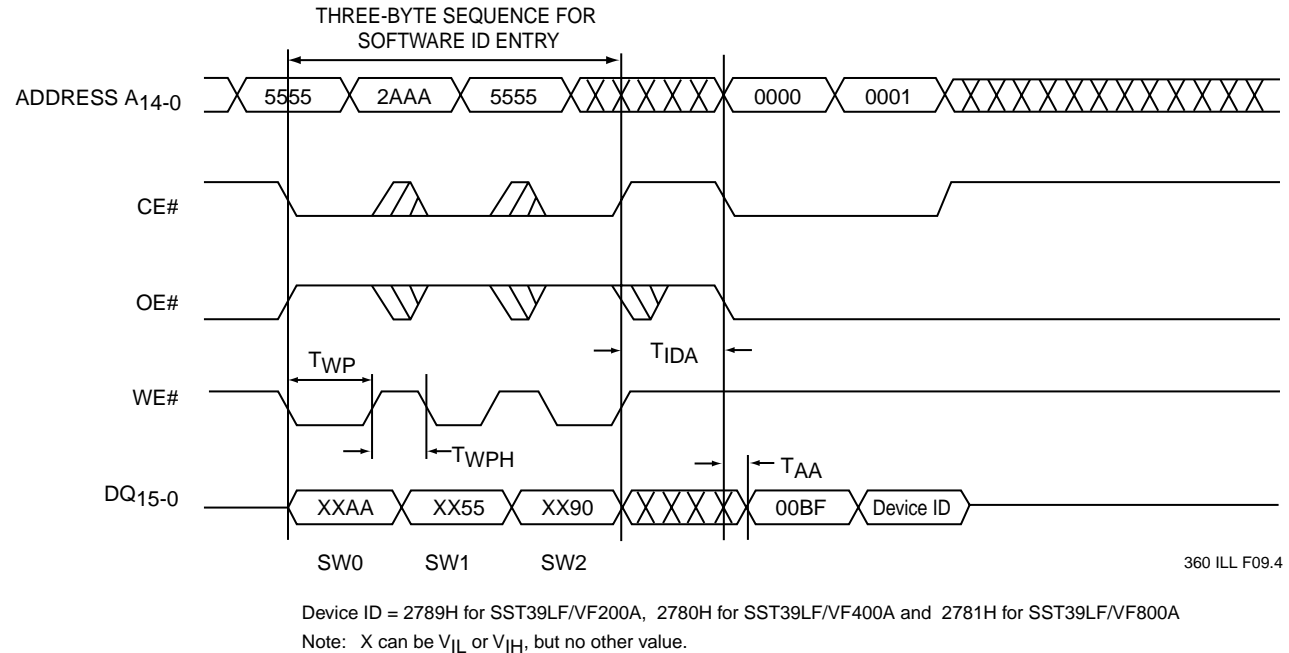 THREE-BYTE SEQUENCE FOR
SOFTWARE ID ENTRY
ADDRESS A14-0
5555
2AAA
5555
0000
0001
CE#
OE#
TIDA
TWP
WE#
TWPH
TAA
DQ15-0
XXAA
XX55
XX90
00BF
Device ID
SW0
SW1
SW2
360 ILL F09.4
Device ID = 2789H for SST39LF/VF200A, 2780H for SST39LF/VF400A and 2781H for SST39LF/VF800A
Note: X can be VIL or VIH, but no other value.